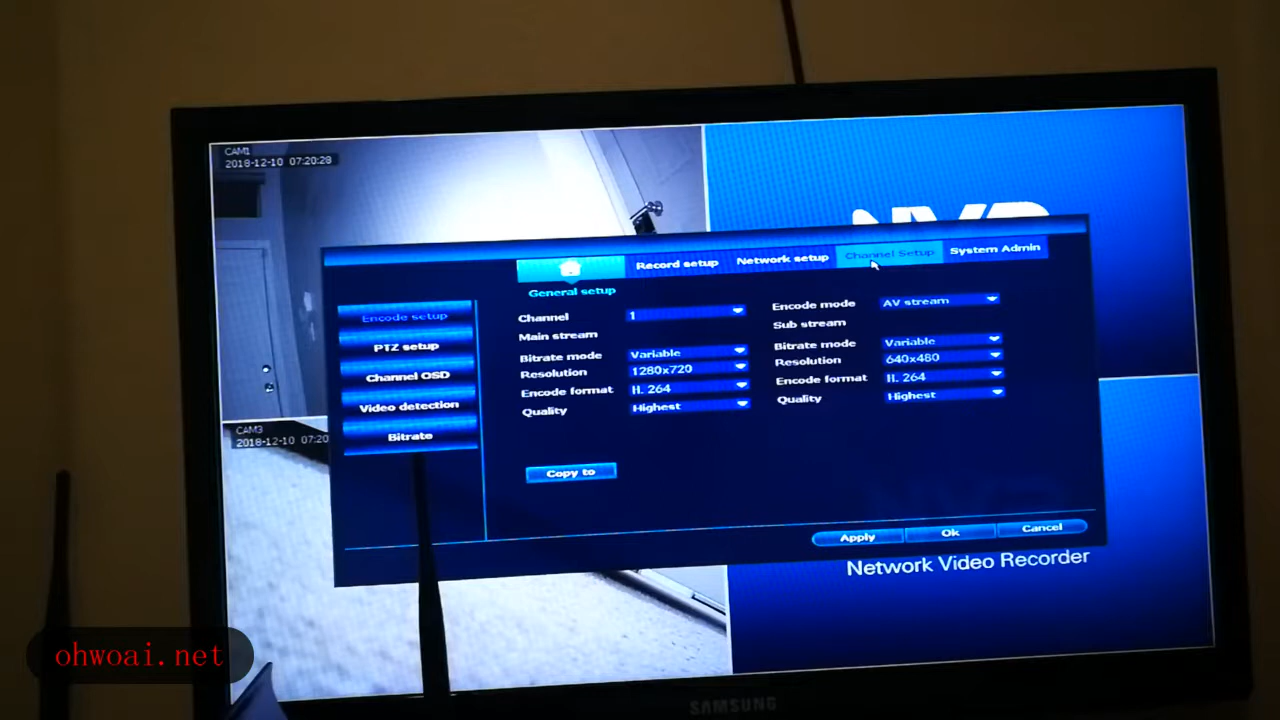 CAM1
2018-12-10 07:20:28
NVR
Record setup
Network setup
Channel Setup
System Admin
General setup
Encode setup
PTZ setup
Channel OSD
Video detection
Bitrate
Channel 1
Encode mode AV stream
Main stream
Sub stream
Bitrate mode Variable
Bitrate mode Variable
Resolution 1280x720
Resolution 640x480
Encode format H. 264
Encode format H. 264
Quality Highest
Quality Highest
Copy to
Apply
Ok
Cancel
CAM3
2018-12-10 07:20
Network Video Recorder
SAMSUNG
ohwoai.net